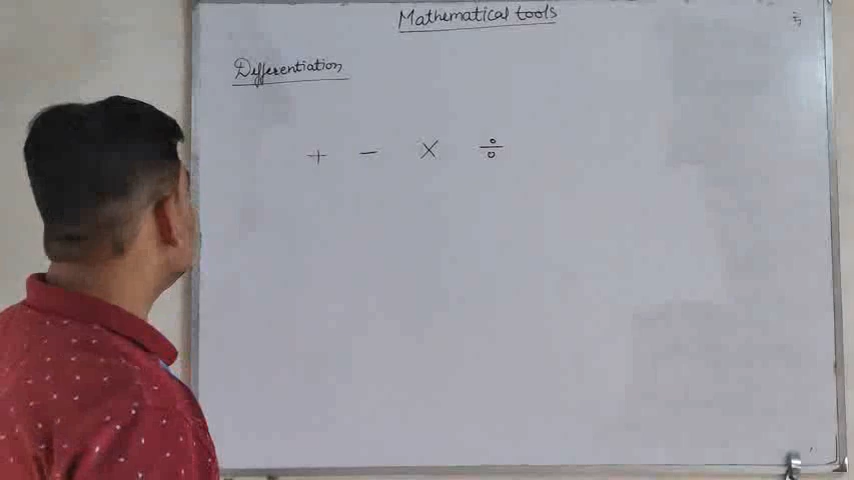 Mathematical tools
Differentiation
+ - × ÷